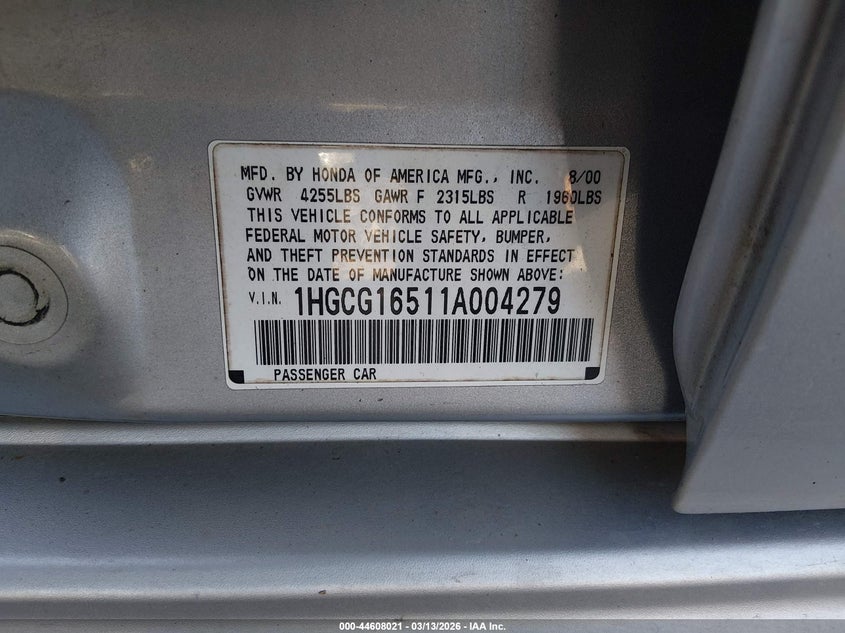 MFD. BY HONDA OF AMERICA MFG., INC. 8/00
GVWR 4255LBS GAWR F 2315LBS R 1960LBS
THIS VEHICLE CONFORMS TO ALL APPLICABLE
FEDERAL MOTOR VEHICLE SAFETY, BUMPER,
AND THEFT PREVENTION STANDARDS IN EFFECT
ON THE DATE OF MANUFACTURE SHOWN ABOVE:
V.I.N. 1HGCG16511A004279
PASSENGER CAR
000-44608021 - 03/13/2026 - IAA Inc.